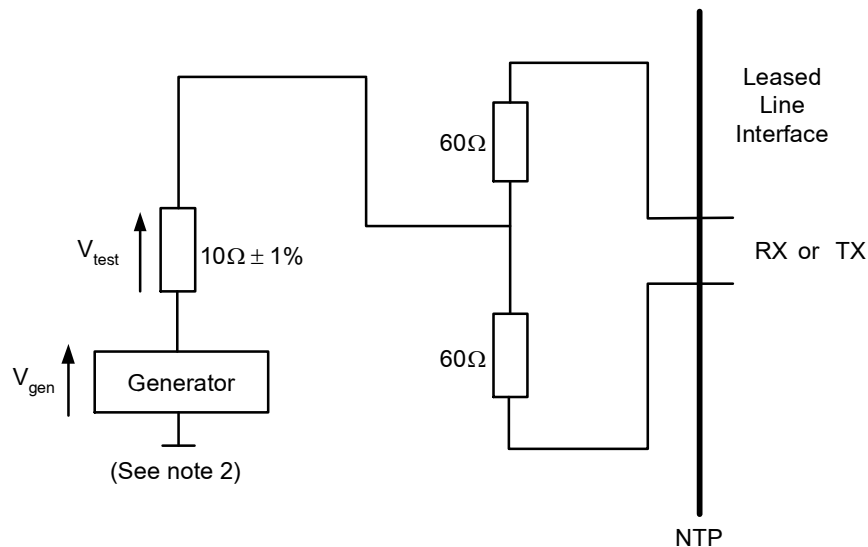 Leased
Line
Interface
60Ω
V_test
10Ω ± 1%
RX or TX
V_gen
Generator
60Ω
(See note 2)
NTP